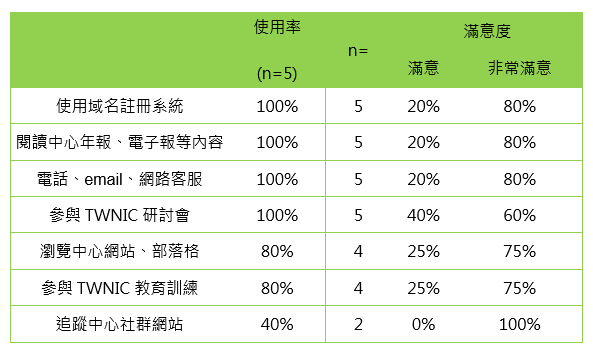 使用率 n= 滿意度
(n=5) 滿意 非常滿意
使用域名註冊系統 100% 5 20% 80%
閱讀中心年報、電子報等內容 100% 5 20% 80%
電話、email、網路客服 100% 5 20% 80%
參與 TWNIC 研討會 100% 5 40% 60%
瀏覽中心網站、部落格 80% 4 25% 75%
參與 TWNIC 教育訓練 80% 4 25% 75%
追蹤中心社群網站 40% 2 0% 100%